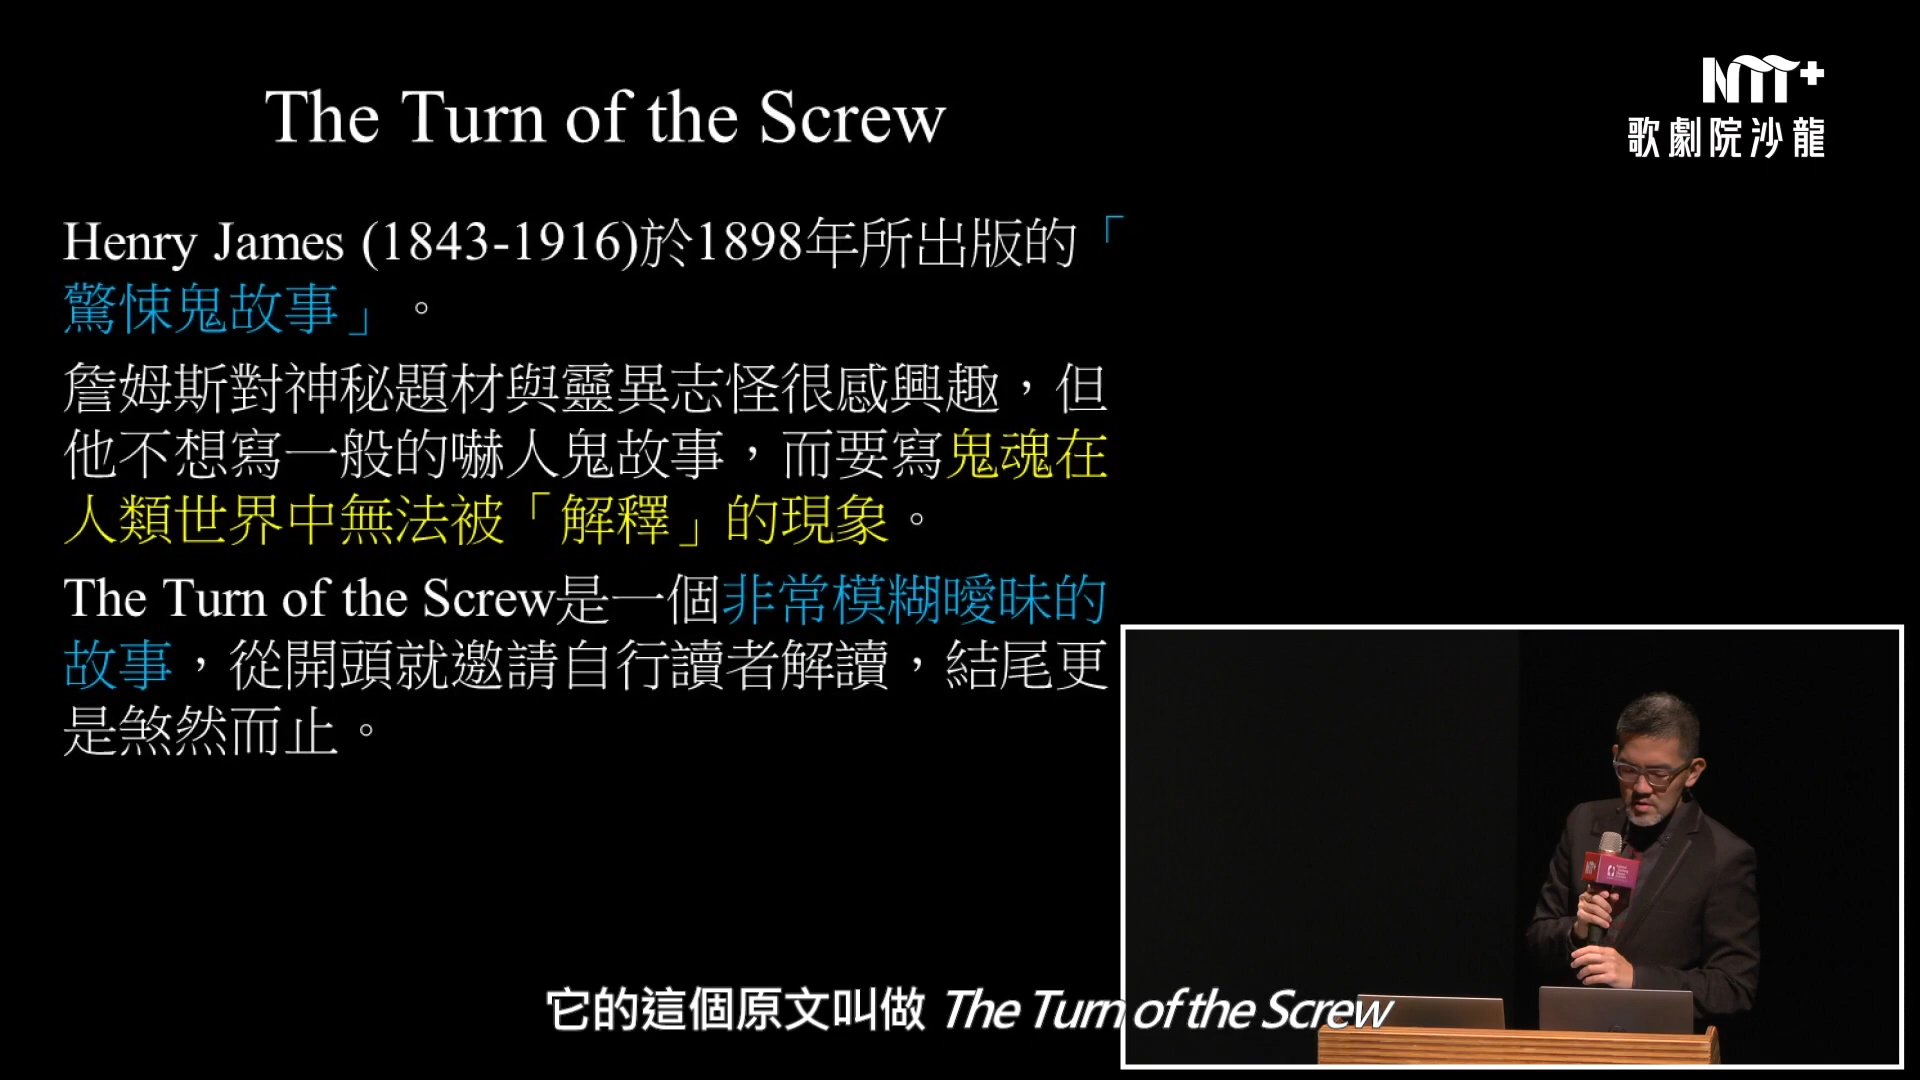 The Turn of the Screw
NTT+
歌劇院沙龍
Henry James (1843-1916)於1898年所出版的「
驚悚鬼故事」。
詹姆斯對神秘題材與靈異志怪很感興趣，但
他不想寫一般的嚇人鬼故事，而要寫鬼魂在
人類世界中無法被「解釋」的現象。
The Turn of the Screw是一個非常模糊曖昧的
故事，從開頭就邀請自行讀者解讀，結尾更
是煞然而止。
它的這個原文叫做 The Turn of the Screw